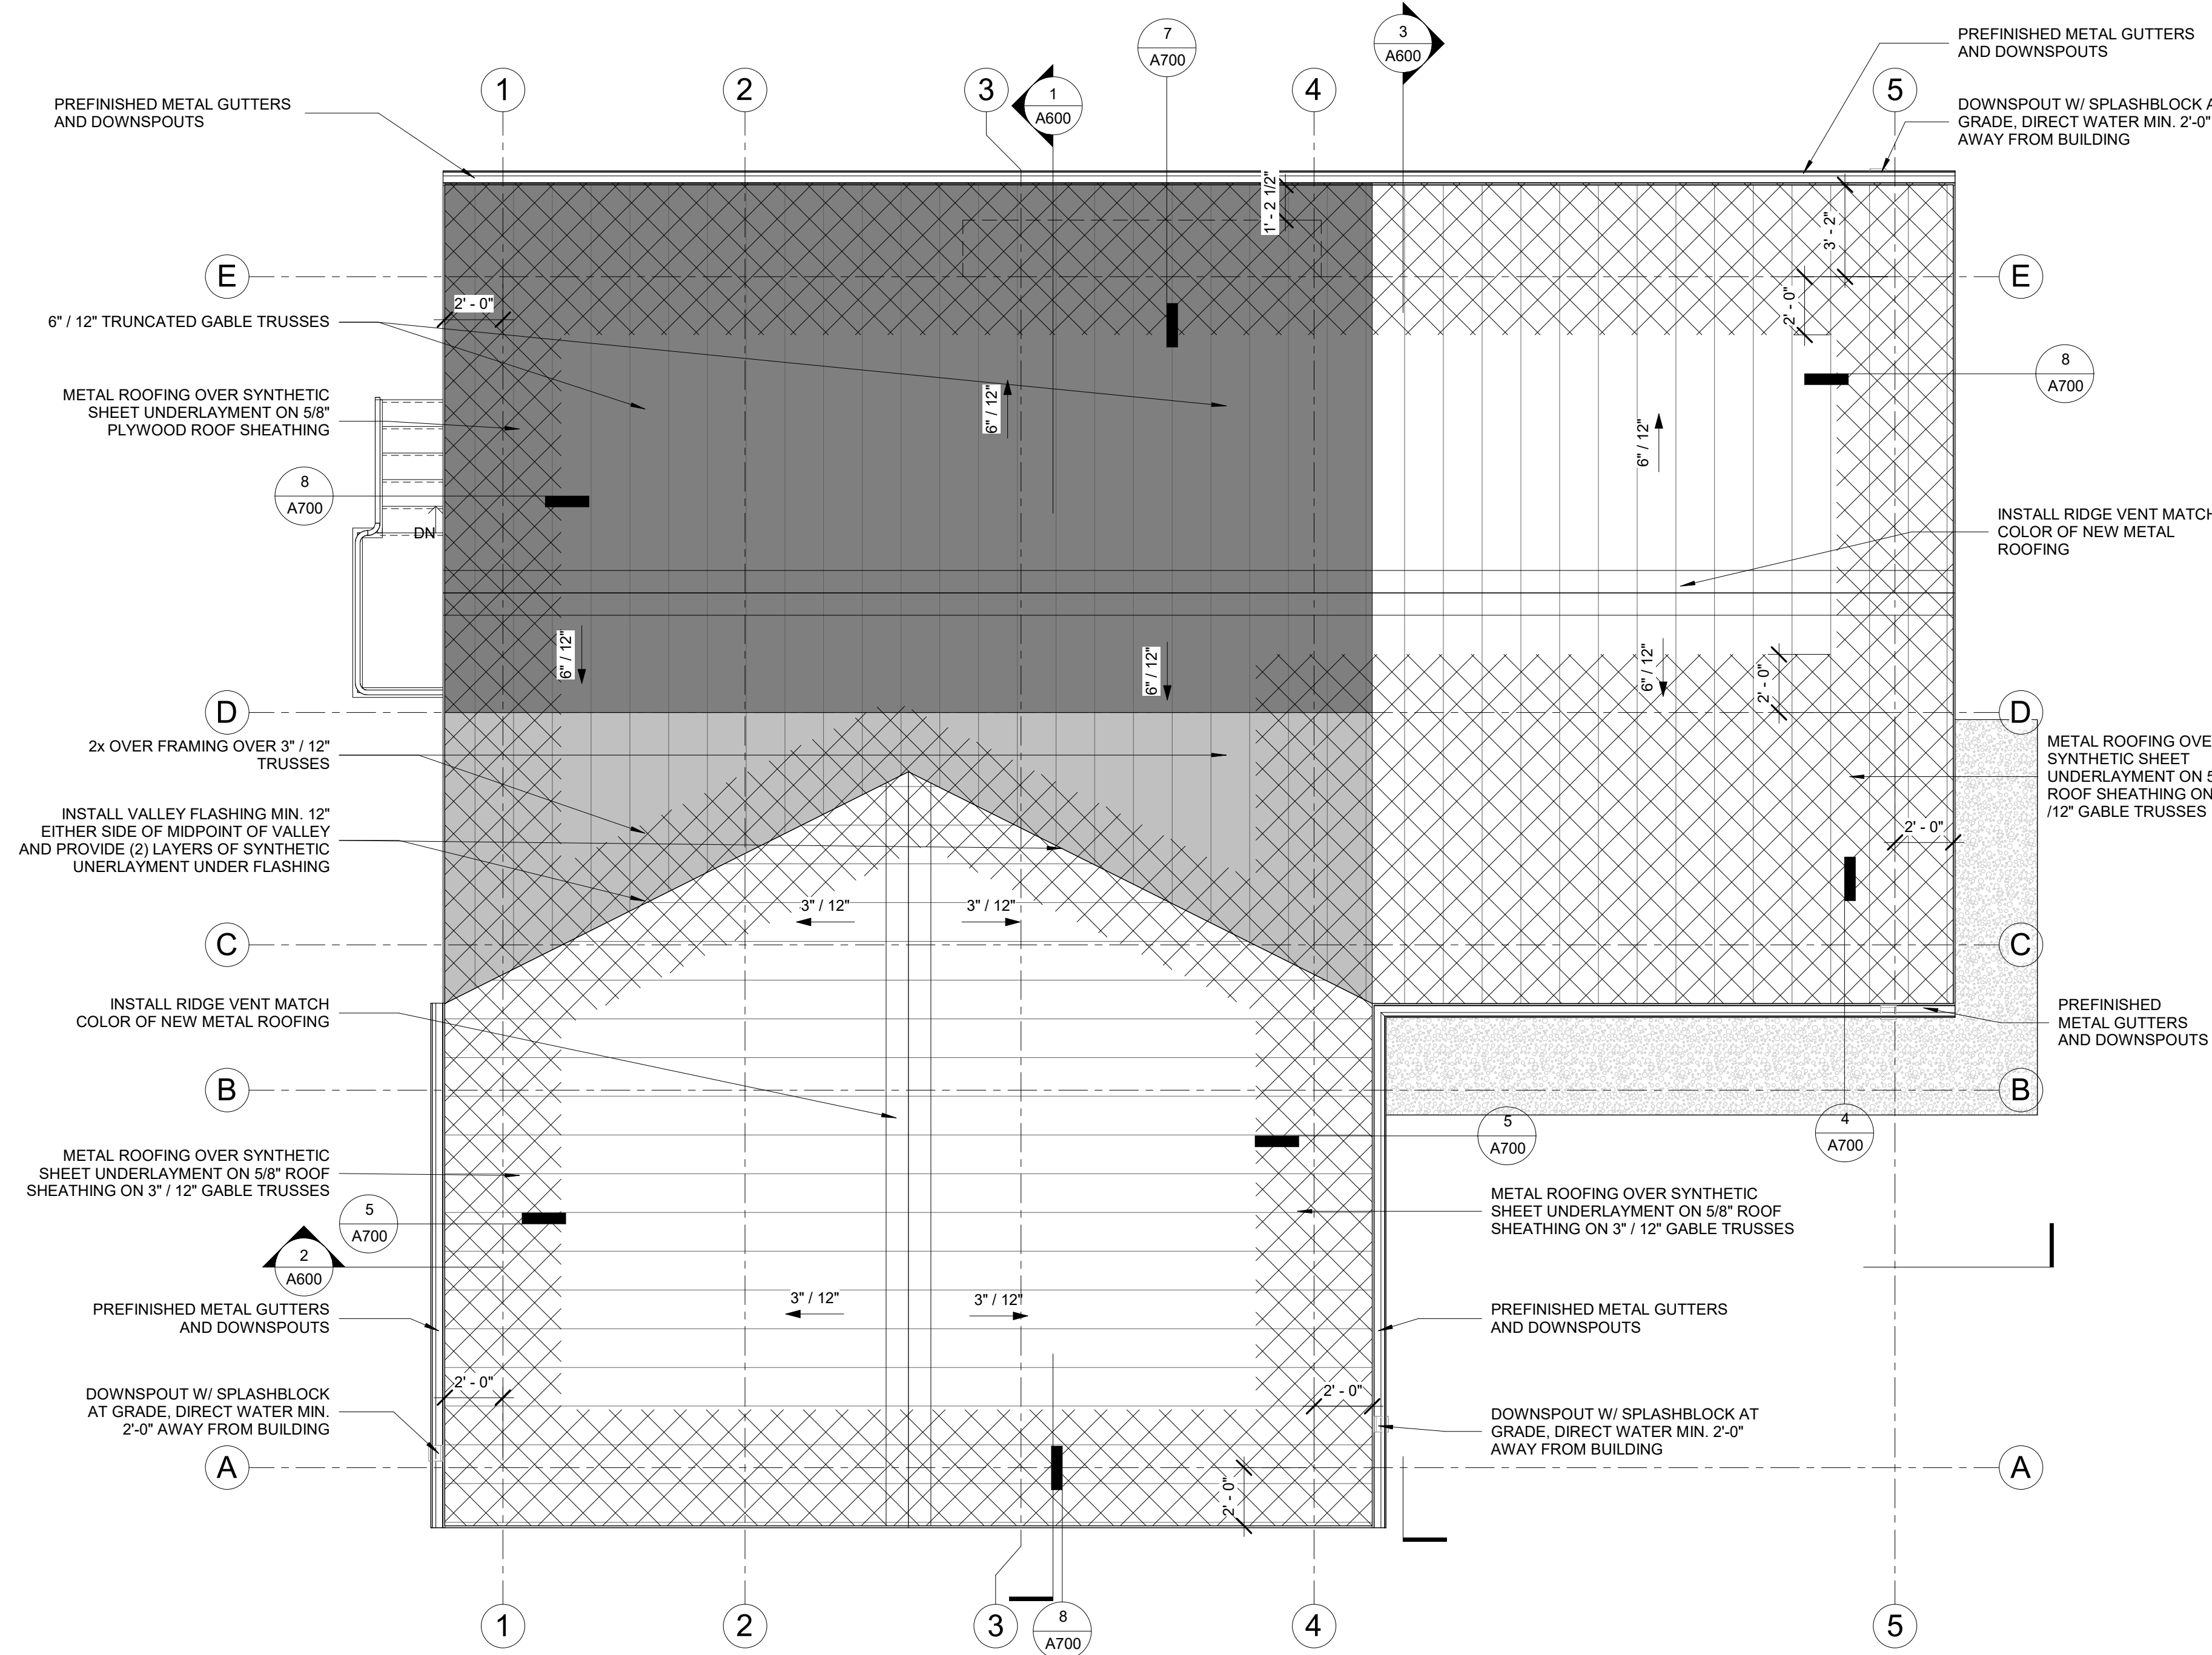 7
A700
3
A600
PREFINISHED METAL GUTTERS
AND DOWNSPOUTS
1
2
3
1
A600
4
5
PREFINISHED METAL GUTTERS
AND DOWNSPOUTS
DOWNSPOUT W/ SPLASHBLOCK
GRADE, DIRECT WATER MIN. 2'-0"
AWAY FROM BUILDING
1' - 2 1/2"
3' - 2"
E
E
2' - 0"
2' - 0"
6" / 12" TRUNCATED GABLE TRUSSES
8
A700
METAL ROOFING OVER SYNTHETIC
SHEET UNDERLAYMENT ON 5/8"
PLYWOOD ROOF SHEATHING
6" / 12"
6" / 12"
8
A700
DN
INSTALL RIDGE VENT MATCH
COLOR OF NEW METAL
ROOFING
6" / 12"
6" / 12"
6" / 12"
2' - 0"
D
D
2x OVER FRAMING OVER 3" / 12"
TRUSSES
METAL ROOFING
SYNTHETIC SHEET
UNDERLAYMENT ON
ROOF SHEATHING ON
/12" GABLE TRUSSES
INSTALL VALLEY FLASHING MIN. 12"
EITHER SIDE OF MIDPOINT OF VALLEY
AND PROVIDE (2) LAYERS OF SYNTHETIC
UNERLAYMENT UNDER FLASHING
2' - 0"
3" / 12"
3" / 12"
C
C
INSTALL RIDGE VENT MATCH
COLOR OF NEW METAL ROOFING
PREFINISHED
METAL GUTTERS
AND DOWNSPOUTS
B
B
5
A700
4
A700
METAL ROOFING OVER SYNTHETIC
SHEET UNDERLAYMENT ON 5/8" ROOF
SHEATHING ON 3" / 12" GABLE TRUSSES
METAL ROOFING OVER SYNTHETIC
SHEET UNDERLAYMENT ON 5/8" ROOF
SHEATHING ON 3" / 12" GABLE TRUSSES
5
A700
2
A600
3" / 12"
3" / 12"
PREFINISHED METAL GUTTERS
AND DOWNSPOUTS
PREFINISHED METAL GUTTERS
AND DOWNSPOUTS
2' - 0"
2' - 0"
DOWNSPOUT W/ SPLASHBLOCK
AT GRADE, DIRECT WATER MIN.
2'-0" AWAY FROM BUILDING
DOWNSPOUT W/ SPLASHBLOCK AT
GRADE, DIRECT WATER MIN. 2'-0"
AWAY FROM BUILDING
A
A
2' - 0"
1
2
3
8
A700
4
5